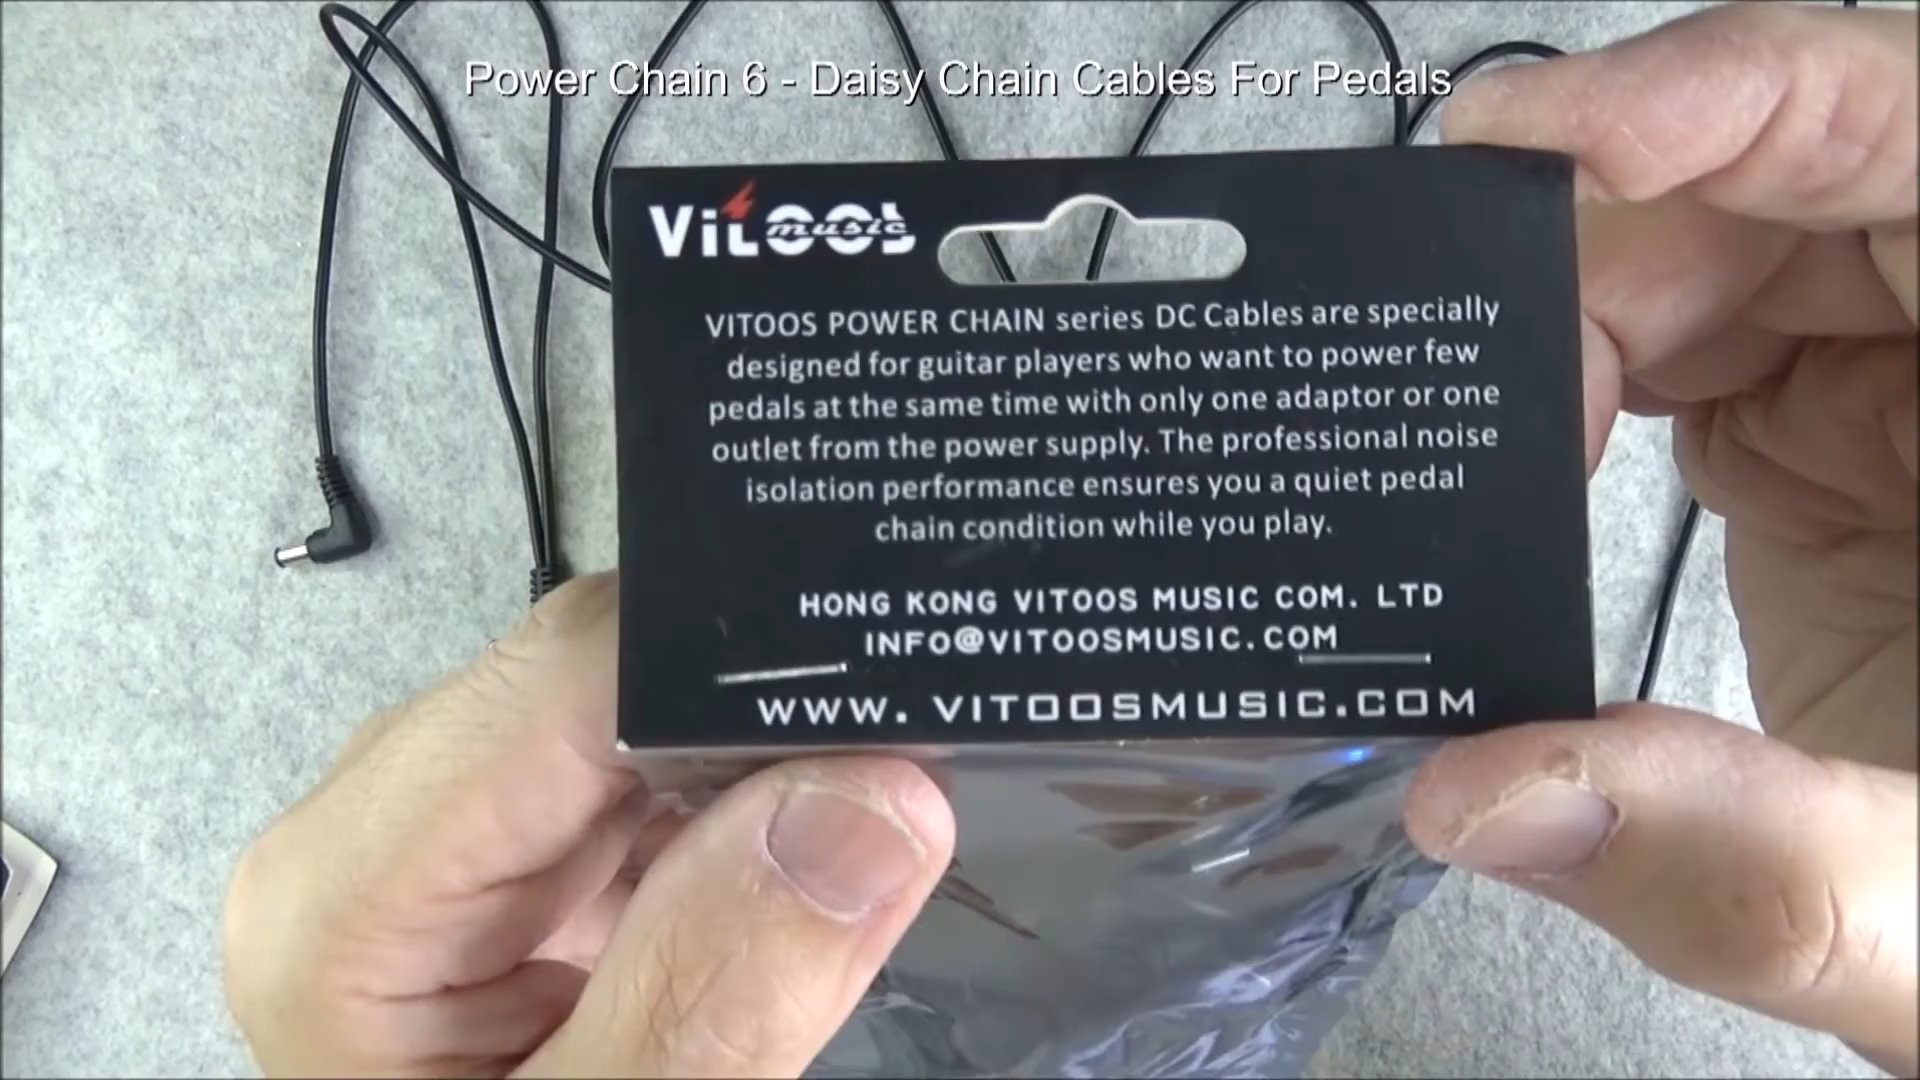 Power Chain 6 - Daisy Chain Cables For Pedals
Vitoos
music
VITOOS POWER CHAIN series DC Cables are specially
designed for guitar players who want to power few
pedals at the same time with only one adaptor or one
outlet from the power supply. The professional noise
isolation performance ensures you a quiet pedal
chain condition while you play.
HONG KONG VITOOS MUSIC COM. LTD
INFO@VITOOSMUSIC.COM
WWW. VITOOSMUSIC.COM